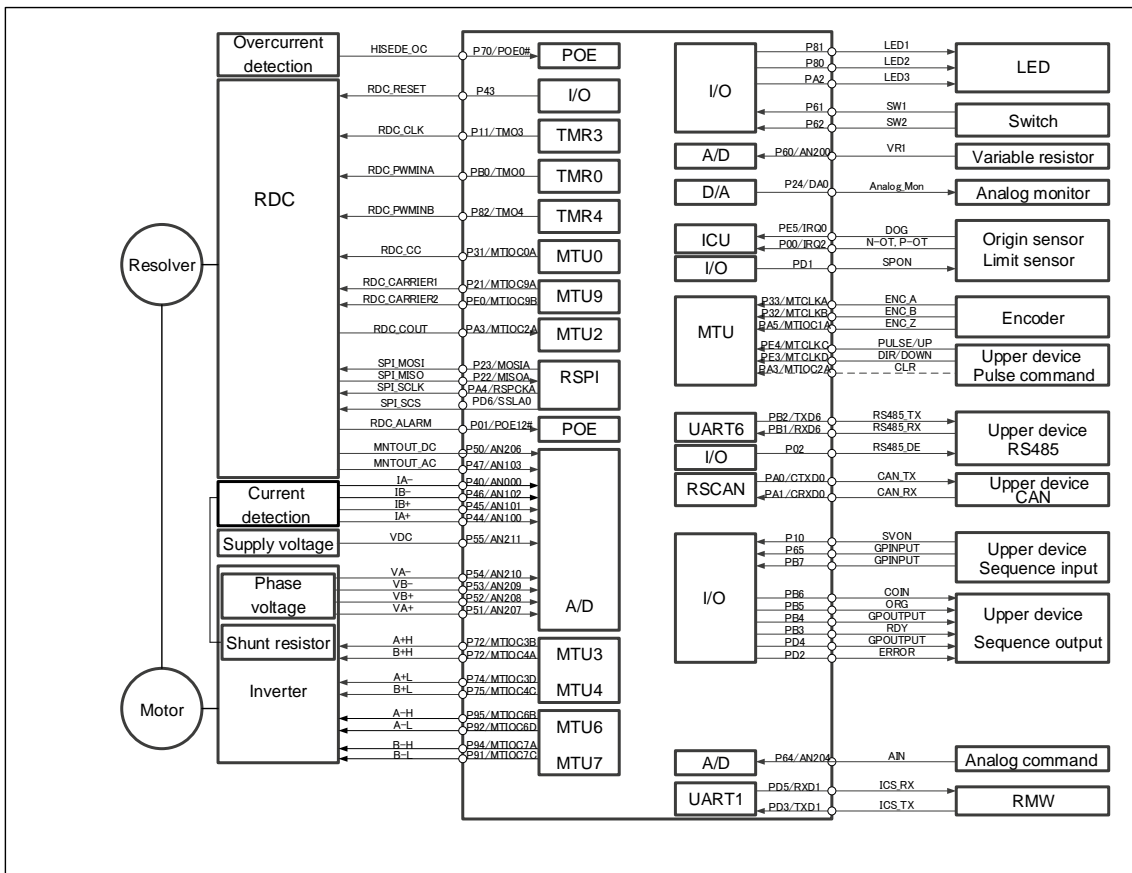 Overcurrent
detection
HISEDE_OC
P70/POE0#
POE
RDC
RDC_RESET
P43
I/O
RDC_CLK
P11/TMO3
TMR3
RDC_PWMINA
PB0/TMO0
TMR0
RDC_PWMINB
P82/TMO4
TMR4
RDC_CC
P31/MTIOC0A
MTU0
RDC_CARRIER1
P21/MTIOC9A
RDC_CARRIER2
PE0/MTIOC9B
MTU9
RDC_COUT
PA3/MTIOC2A
MTU2
SPI_MOSI
P23/MOSIA
SPI_MISO
P22/MISOA
SPI_SCLK
PA4/RSPCKA
SPI_SCS
PD6/SSLA0
RSPI
RDC_ALARM
P01/POE12#
POE
MNTOUT_DC
P50/AN206
MNTOUT_AC
P47/AN103
Resolver
Current
detection
IA-
P40/AN000
IB-
P46/AN102
IB+
P45/AN101
IA+
P44/AN100
Supply voltage
VDC
P55/AN211
Phase
voltage
VA-
P54/AN210
VB-
P53/AN209
VB+
P52/AN208
VA+
P51/AN207
A/D
Shunt resistor
Inverter
Motor
A+H
P72/MTIOC3B
B+H
P72/MTIOC4A
A+L
P74/MTIOC3D
B+L
P75/MTIOC4C
MTU3
MTU4
A-H
P95/MTIOC6B
A-L
P92/MTIOC6D
B-H
P94/MTIOC7A
B-L
P91/MTIOC7C
MTU6
MTU7
I/O
P81
LED1
P80
LED2
PA2
LED3
LED
P61
SW1
P62
SW2
Switch
A/D
P60/AN200
VR1
Variable resistor
D/A
P24/DA0
Analog_Mon
Analog monitor
ICU
PE5/IRQ0
DOG
P00/IRQ2
N-OT, P-OT
I/O
PD1
SPON
Origin sensor
Limit sensor
MTU
P33/MTCLKA
ENC_A
P32/MTCLKB
ENC_B
PA5/MTIOC1A
ENC_Z
Encoder
PE4/MTCLKC
PULSE/UP
PE3/MTCLKD
DIR/DOWN
PA3/MTIOC2A
CLR
Upper device
Pulse command
UART6
PB2/TXD6
RS485_TX
PB1/RXD6
RS485_RX
I/O
P02
RS485_DE
Upper device
RS485
RSCAN
PA0/CTXD0
CAN_TX
PA1/CRXD0
CAN_RX
Upper device
CAN
I/O
P10
SVON
P65
GPINPUT
PB7
GPINPUT
Upper device
Sequence input
PB6
COIN
PB5
ORG
PB4
GPOUTPUT
PB3
RDY
PD4
GPOUTPUT
PD2
ERROR
Upper device
Sequence output
A/D
P64/AN204
AIN
Analog command
UART1
PD5/RXD1
ICS_RX
PD3/TXD1
ICS_TX
RMW